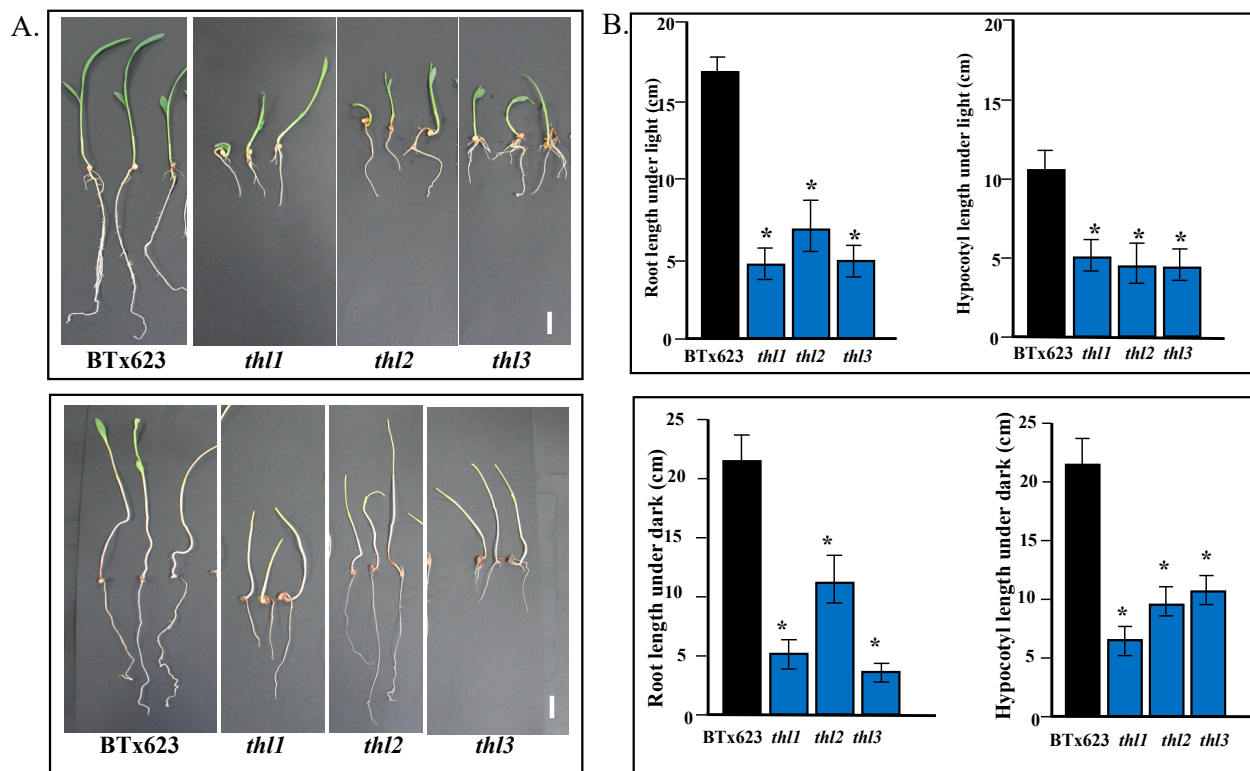 A.
BTx623 thl1 thl2 thl3
BTx623 thl1 thl2 thl3
B.
Root length under light (cm)
20
15
10
5
0
BTx623 thl1 thl2 thl3
* * *
Hypocotyl length under light (cm)
20
15
10
5
0
BTx623 thl1 thl2 thl3
* * *
Root length under dark (cm)
25
20
15
10
5
0
BTx623 thl1 thl2 thl3
* * *
Hypocotyl length under dark (cm)
25
20
15
10
5
0
BTx623 thl1 thl2 thl3
* * *